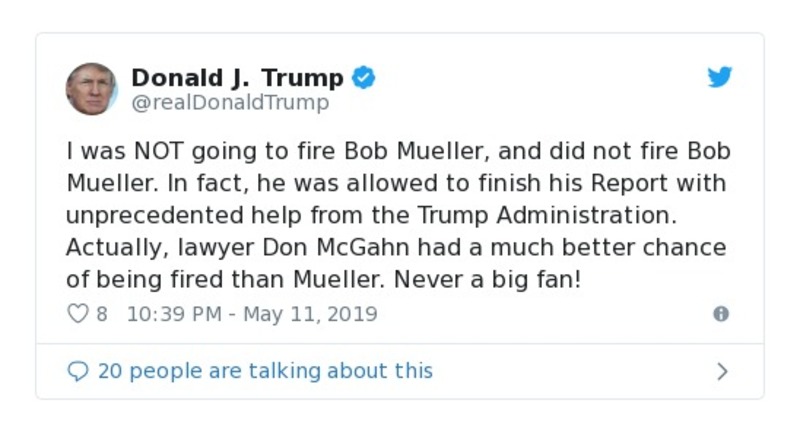 Donald J. Trump
@realDonaldTrump
I was NOT going to fire Bob Mueller, and did not fire Bob
Mueller. In fact, he was allowed to finish his Report with
unprecedented help from the Trump Administration.
Actually, lawyer Don McGahn had a much better chance
of being fired than Mueller. Never a big fan!
8 10:39 PM - May 11, 2019
20 people are talking about this